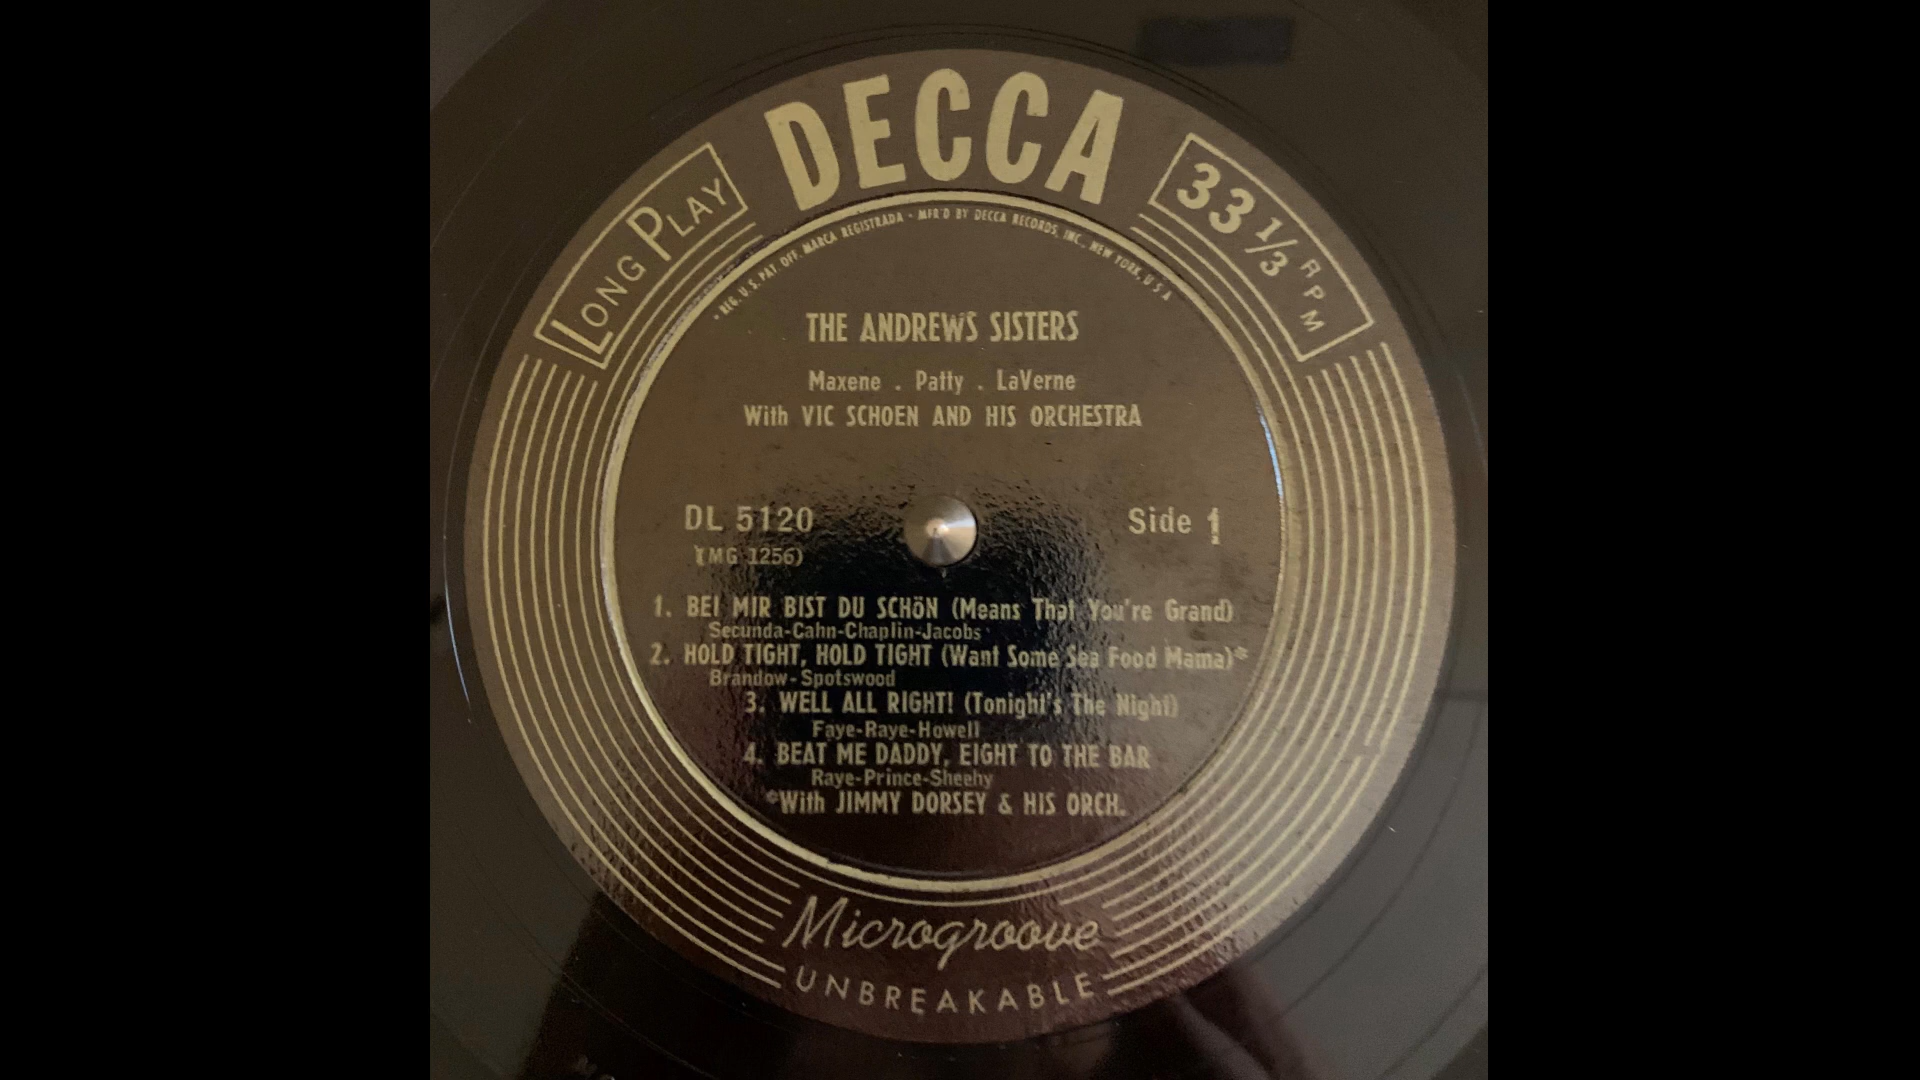 DECCA
LONG PLAY
33 1/3 RPM
• REG. U.S. PAT. OFF. MARCA REGISTRADA • MFR'D BY DECCA RECORDS, INC., NEW YORK, U S A
THE ANDREWS SISTERS
Maxene . Patty . LaVerne
With VIC SCHOEN AND HIS ORCHESTRA
DL 5120
Side 1
(MG 1256)
1. BEI MIR BIST DU SCHÖN (Means That You're Grand)
Secunda-Cahn-Chaplin-Jacobs
2. HOLD TIGHT, HOLD TIGHT (Want Some Sea Food Mama)*
Brandow-Spotswood
3. WELL ALL RIGHT! (Tonight's The Night)
Faye-Raye-Howell
4. BEAT ME DADDY, EIGHT TO THE BAR
Raye-Prince-Sheehy
*With JIMMY DORSEY & HIS ORCH.
Microgroove
UNBREAKABLE